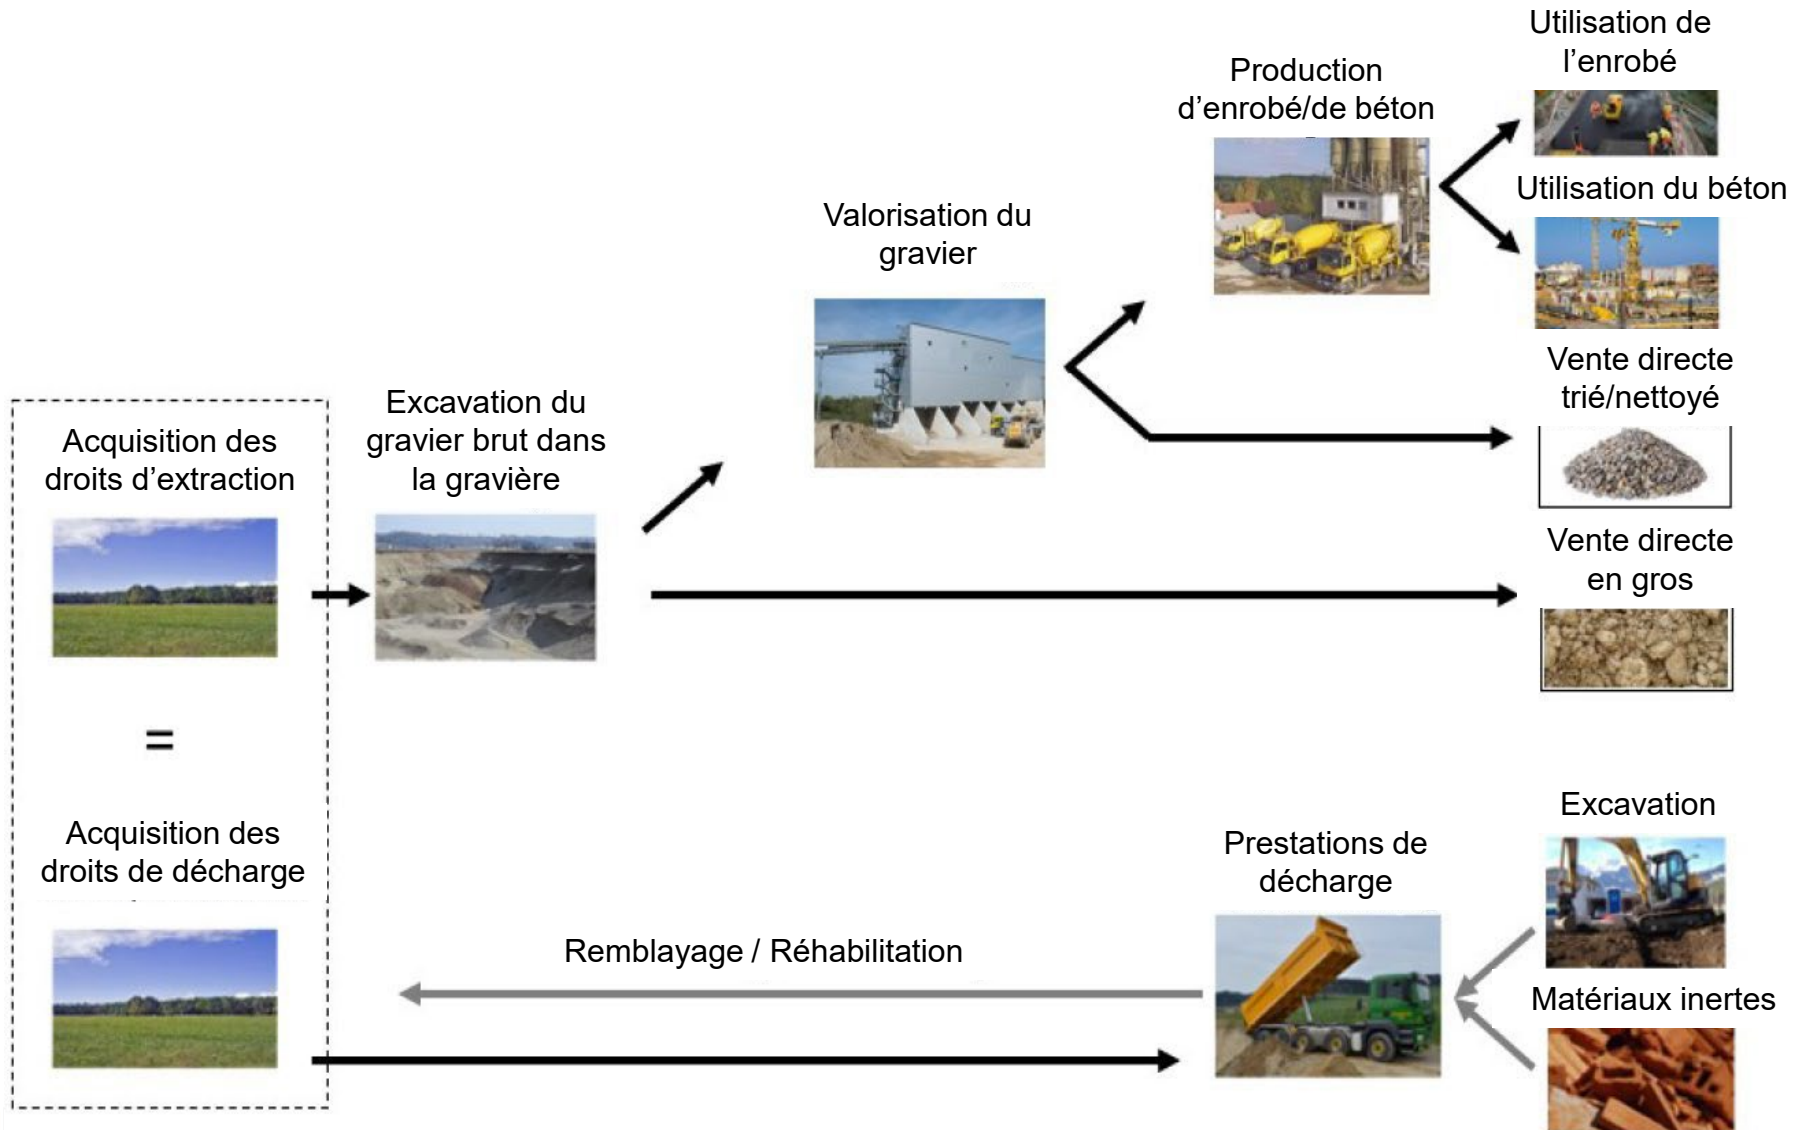 Utilisation de
l’enrobé
Production
d’enrobé/de béton
Utilisation du béton
Valorisation du
gravier
Vente directe
trié/nettoyé
Excavation du
gravier brut dans
la gravière
Acquisition des
droits d’extraction
Vente directe
en gros
=
Acquisition des
droits de décharge
Excavation
Prestations de
décharge
Remblayage / Réhabilitation
Matériaux inertes